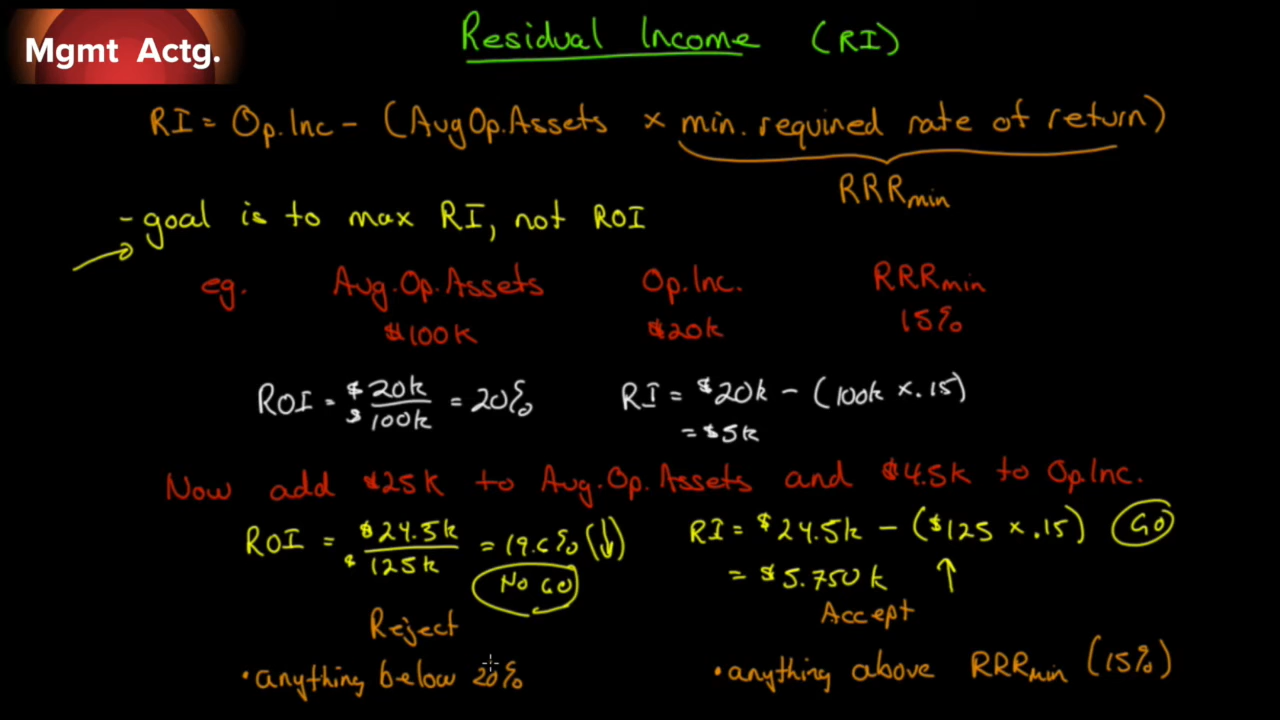 Mgmt Actg.
Residual Income (RI)
RI = Op.Inc - (Avg Op.Assets × min. required rate of return)
RRRmin
- goal is to max RI, not ROI
eg. Avg.Op.Assets Op.Inc. RRRmin
$100k $20k 15%
ROI = $20k / $100k = 20% RI = $20k - (100k × .15)
= $5k
Now add $25k to Avg.Op.Assets and $4.5k to Op.Inc.
ROI = $24.5k / $125k = 19.6% (↓) RI = $24.5k - ($125 × .15) GO
No GO = $5.750k ↑
Reject Accept
• anything below 20% • anything above RRRmin (15%)